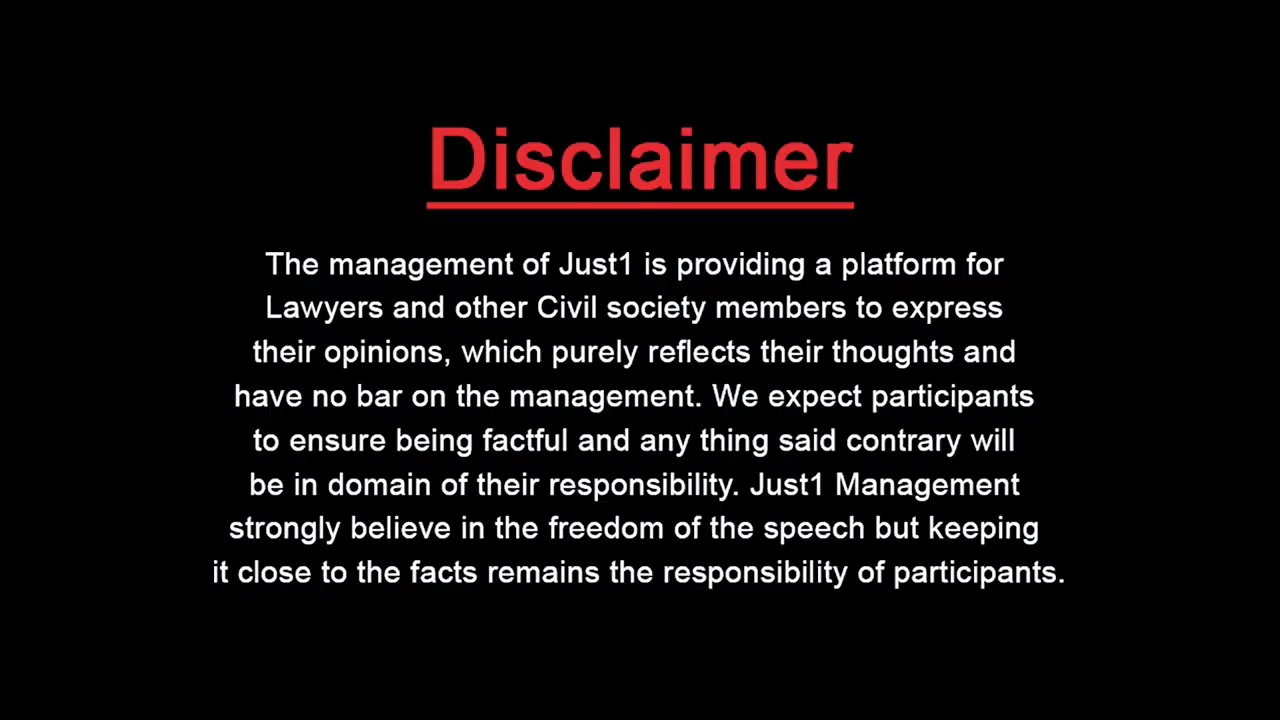 Disclaimer
The management of Just1 is providing a platform for
Lawyers and other Civil society members to express
their opinions, which purely reflects their thoughts and
have no bar on the management. We expect participants
to ensure being factful and any thing said contrary will
be in domain of their responsibility. Just1 Management
strongly believe in the freedom of the speech but keeping
it close to the facts remains the responsibility of participants.